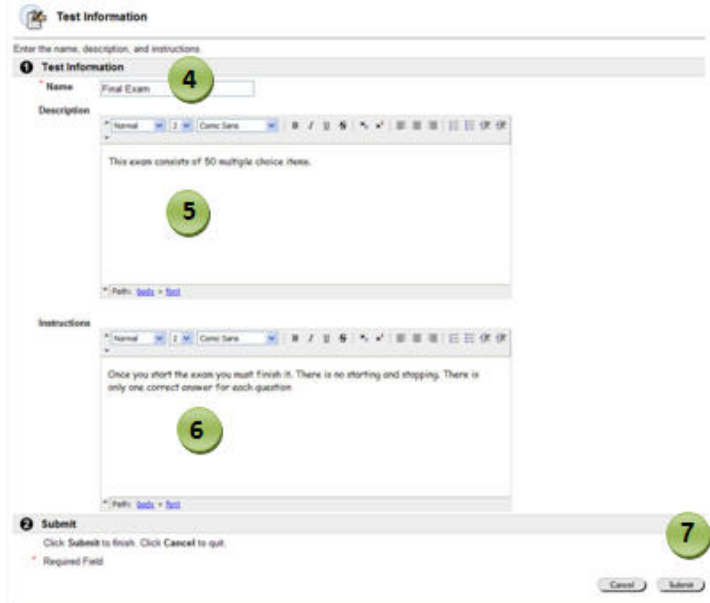 Test Information
Enter the name, description, and instructions.
1 Test Information
* Name Final Exam 4
Description
Normal 2 Comic Sans B I U S
This exam consists of 50 multiple choice items.
5
Path: body » font
Instructions
Normal 2 Comic Sans B I U S
Once you start the exam you must finish it. There is no starting and stopping. There is
only one correct answer for each question
6
Path: body » font
2 Submit
7
Click Submit to finish. Click Cancel to quit.
* Required Field
Cancel Submit